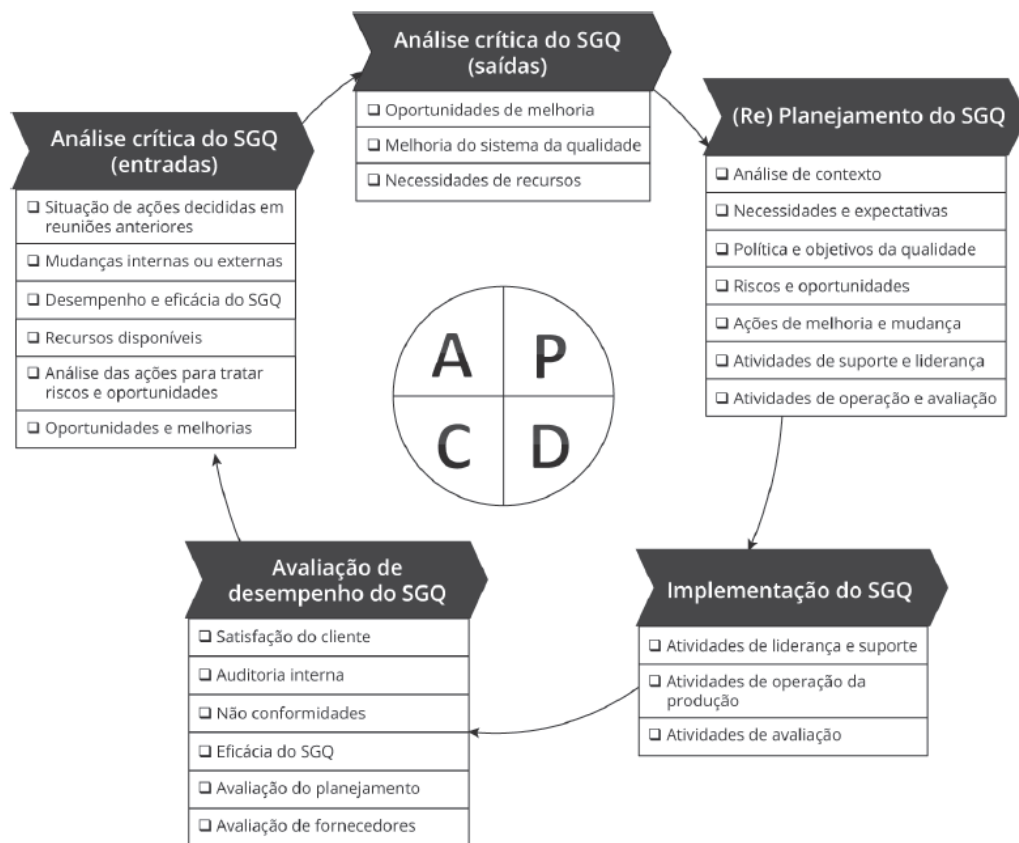 Análise crítica do SGQ
(saídas)
❑ Oportunidades de melhoria
❑ Melhoria do sistema da qualidade
❑ Necessidades de recursos
(Re) Planejamento do SGQ
❑ Análise de contexto
❑ Necessidades e expectativas
❑ Política e objetivos da qualidade
❑ Riscos e oportunidades
❑ Ações de melhoria e mudança
❑ Atividades de suporte e liderança
❑ Atividades de operação e avaliação
Implementação do SGQ
❑ Atividades de liderança e suporte
❑ Atividades de operação da
produção
❑ Atividades de avaliação
Avaliação de
desempenho do SGQ
❑ Satisfação do cliente
❑ Auditoria interna
❑ Não conformidades
❑ Eficácia do SGQ
❑ Avaliação do planejamento
❑ Avaliação de fornecedores
Análise crítica do SGQ
(entradas)
❑ Situação de ações decididas em
reuniões anteriores
❑ Mudanças internas ou externas
❑ Desempenho e eficácia do SGQ
❑ Recursos disponíveis
❑ Análise das ações para tratar
riscos e oportunidades
❑ Oportunidades e melhorias
A P
C D